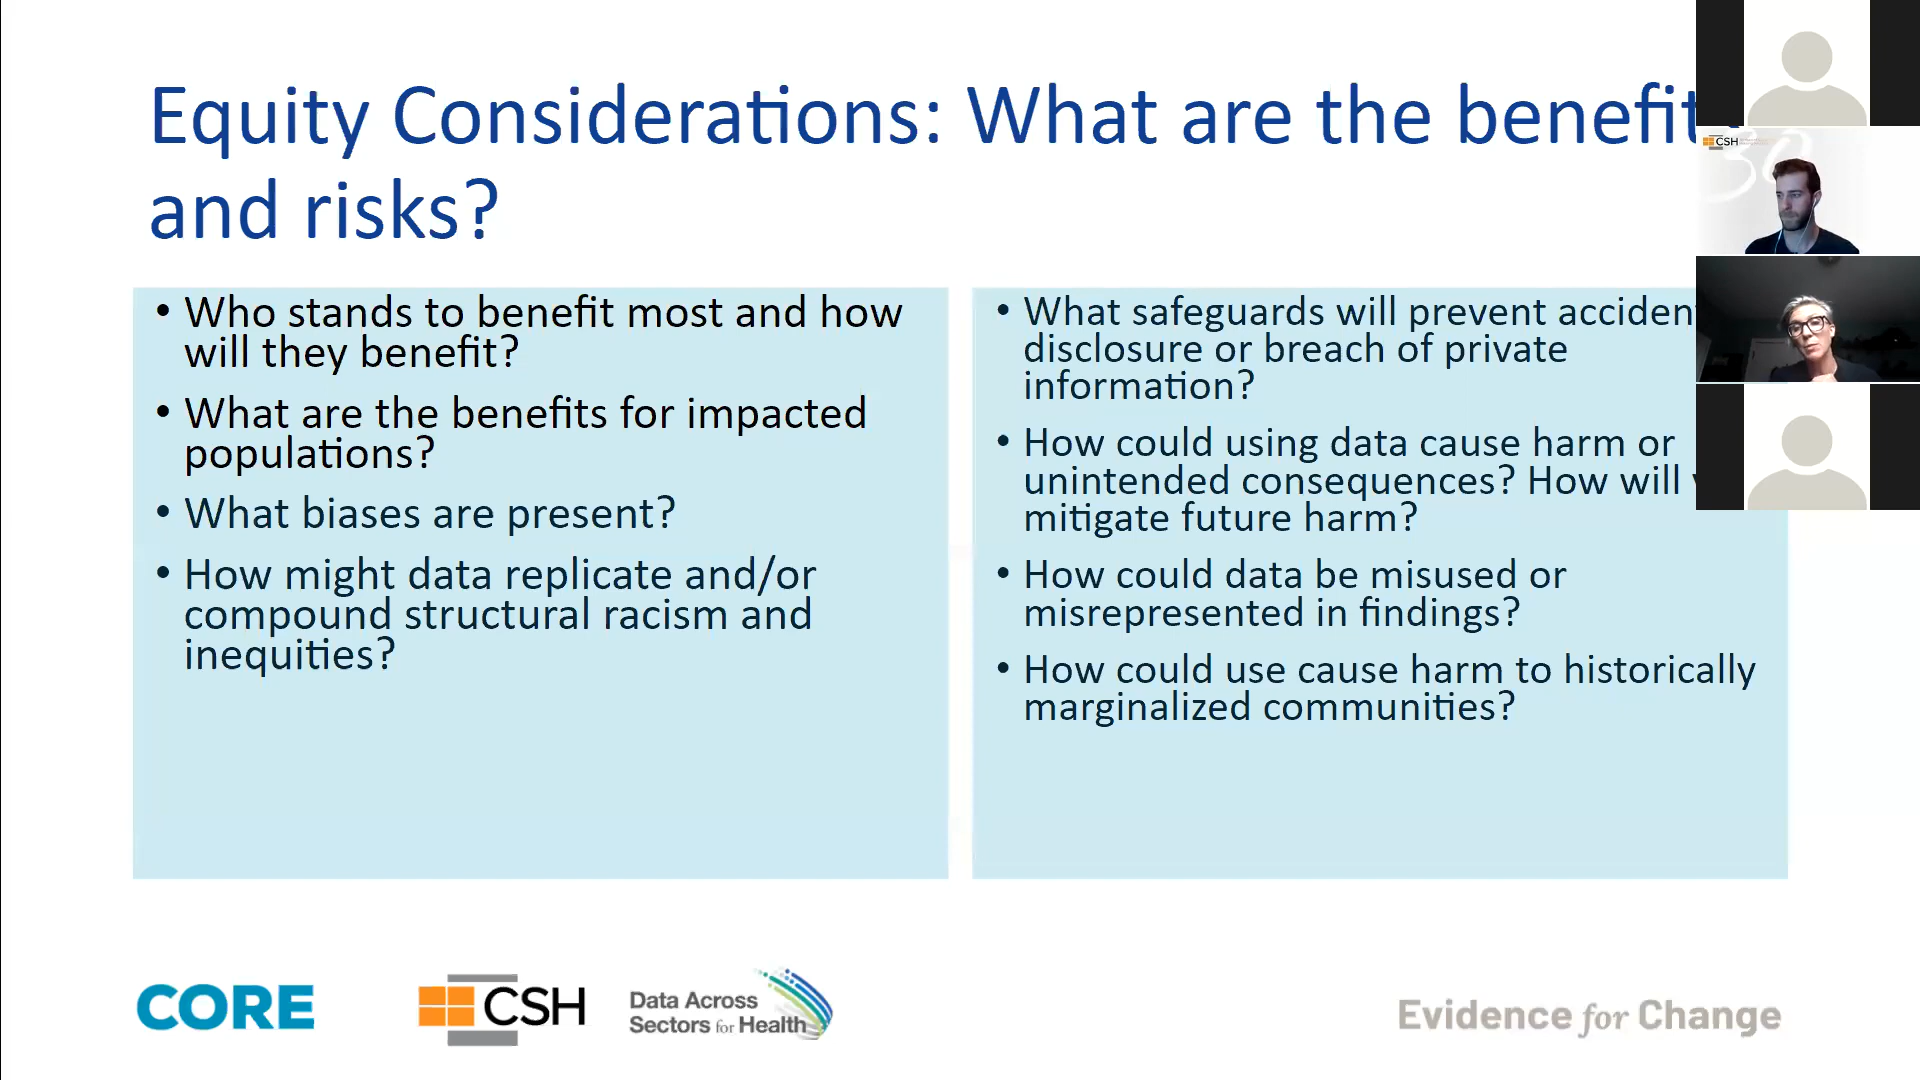 Equity Considerations: What are the benefit
and risks?
• Who stands to benefit most and how
will they benefit?
• What are the benefits for impacted
populations?
• What biases are present?
• How might data replicate and/or
compound structural racism and
inequities?
• What safeguards will prevent acciden
disclosure or breach of private
information?
• How could using data cause harm or
unintended consequences? How will
mitigate future harm?
• How could data be misused or
misrepresented in findings?
• How could use cause harm to historically
marginalized communities?
CSH
30
CORE
CSH
Data Across
Sectors for Health
Evidence for Change